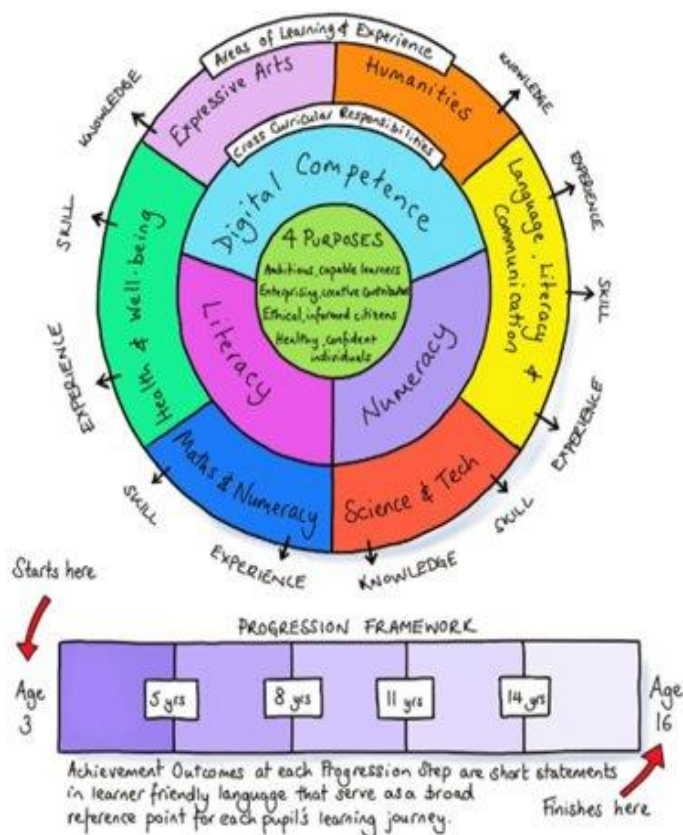 Areas of Learning & Experience
Expressive Arts
Humanities
KNOWLEDGE
KNOWLEDGE
Cross Curricular Responsibilities
Digital Competence
Language, Literacy &
Communication
EXPERIENCE
SKILL
4 PURPOSES
Ambitious, capable learners
Enterprising, creative contributors
Ethical, informed citizens
Healthy, confident
individuals
Health & Well-being
SKILL
Literacy
Numeracy
EXPERIENCE
EXPERIENCE
Maths & Numeracy
Science & Tech
SKILL
SKILL
EXPERIENCE
KNOWLEDGE
Starts here
PROGRESSION FRAMEWORK
Age
3
5 yrs
8 yrs
11 yrs
14 yrs
Age
16
Achievement Outcomes at each Progression Step are short statements
in learner friendly language that serve as a broad
reference point for each pupil's learning journey.
Finishes here